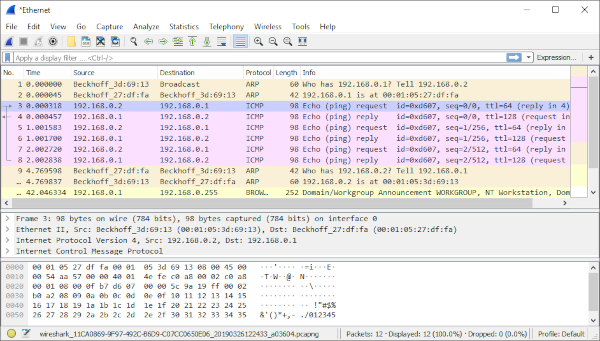 *Ethernet
File Edit View Go Capture Analyze Statistics Telephony Wireless Tools Help
Apply a display filter ... <Ctrl-/> Expression... +
No. Time Source Destination Protocol Length Info
1 0.000000 Beckhoff_3d:69:13 Broadcast ARP 60 Who has 192.168.0.1? Tell 192.168.0.2
2 0.000045 Beckhoff_27:df:fa Beckhoff_3d:69:13 ARP 42 192.168.0.1 is at 00:01:05:27:df:fa
3 0.000318 192.168.0.2 192.168.0.1 ICMP 98 Echo (ping) request id=0xd607, seq=0/0, ttl=64 (reply in 4)
4 0.000457 192.168.0.1 192.168.0.2 ICMP 98 Echo (ping) reply id=0xd607, seq=0/0, ttl=128 (request
5 1.001583 192.168.0.2 192.168.0.1 ICMP 98 Echo (ping) request id=0xd607, seq=1/256, ttl=64 (reply in
6 1.001700 192.168.0.1 192.168.0.2 ICMP 98 Echo (ping) reply id=0xd607, seq=1/256, ttl=128 (request
7 2.002720 192.168.0.2 192.168.0.1 ICMP 98 Echo (ping) request id=0xd607, seq=2/512, ttl=64 (reply in
8 2.002838 192.168.0.1 192.168.0.2 ICMP 98 Echo (ping) reply id=0xd607, seq=2/512, ttl=128 (request
9 4.769598 Beckhoff_27:df:fa Beckhoff_3d:69:13 ARP 42 Who has 192.168.0.2? Tell 192.168.0.1
... 4.769837 Beckhoff_3d:69:13 Beckhoff_27:df:fa ARP 60 192.168.0.2 is at 00:01:05:3d:69:13
... 42.046334 192.168.0.1 192.168.0.255 BROW... 252 Domain/Workgroup Announcement WORKGROUP, NT Workstation, Dom
Frame 3: 98 bytes on wire (784 bits), 98 bytes captured (784 bits) on interface 0
Ethernet II, Src: Beckhoff_3d:69:13 (00:01:05:3d:69:13), Dst: Beckhoff_27:df:fa (00:01:05:27:df:fa)
Internet Protocol Version 4, Src: 192.168.0.2, Dst: 192.168.0.1
Internet Control Message Protocol
0000 00 01 05 27 df fa 00 01 05 3d 69 13 08 00 45 00 ···'···· ·=i···E·
0010 00 54 aa 57 00 00 40 01 4e fe c0 a8 00 02 c0 a8 ·T·W··@· N·······
0020 00 01 08 00 0f b7 d6 07 00 00 5c 9a 19 ff 00 02 ········ ··\·····
0030 b0 a2 08 09 0a 0b 0c 0d 0e 0f 10 11 12 13 14 15 ········ ········
0040 16 17 18 19 1a 1b 1c 1d 1e 1f 20 21 22 23 24 25 ········ ·· !"#$%
0050 26 27 28 29 2a 2b 2c 2d 2e 2f 30 31 32 33 34 35 &'()*+,- ./012345
wireshark_11CA0869-9F97-492C-B6D9-C07CC0650E06_20190326122433_a03604.pcapng Packets: 12 · Displayed: 12 (100.0%) · Dropped: 0 (0.0%) Profile: Default